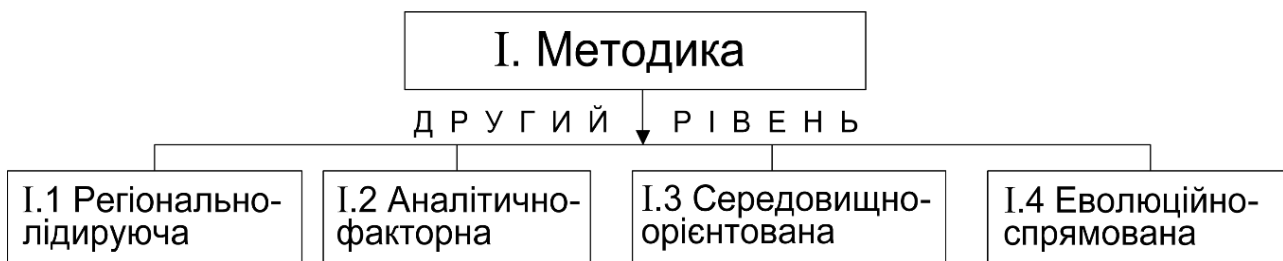 I. Методика
ДРУГИЙ РІВЕНЬ
I.1 Регіонально-
лідируюча
I.2 Аналітично-
факторна
I.3 Середовищно-
орієнтована
I.4 Еволюційно-
спрямована